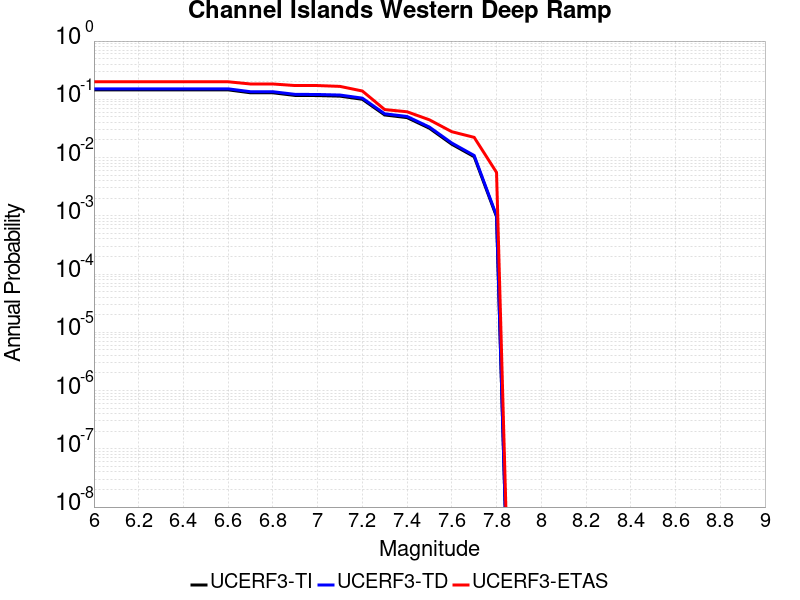 Channel Islands Western Deep Ramp
10^0
10^-1
10^-2
10^-3
10^-4
10^-5
10^-6
10^-7
10^-8
Annual Probability
6 6.2 6.4 6.6 6.8 7 7.2 7.4 7.6 7.8 8 8.2 8.4 8.6 8.8 9
Magnitude
UCERF3-TI UCERF3-TD UCERF3-ETAS